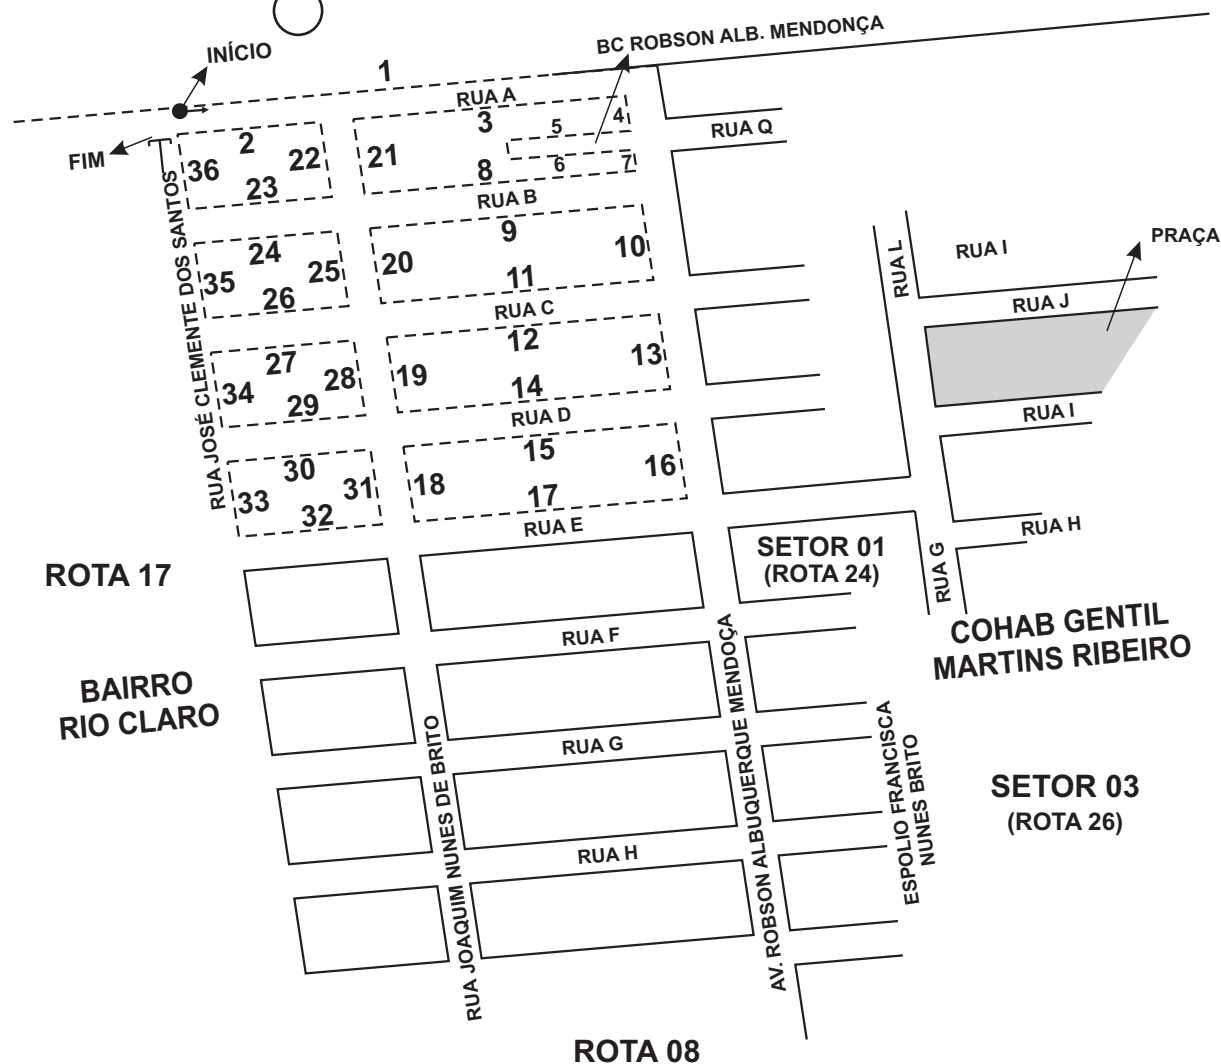 BC ROBSON ALB. MENDONÇA
INÍCIO
1
RUA A
FIM
2
3
4
5
RUA Q
36
22
21
6
7
23
8
RUA B
RUA JOSÉ CLEMENTE DOS SANTOS
24
9
10
RUA L
RUA I
PRAÇA
35
25
20
11
26
RUA C
RUA J
27
12
13
34
28
19
14
29
RUA D
RUA I
30
15
16
33
31
18
17
32
RUA E
RUA H
ROTA 17
SETOR 01
(ROTA 24)
RUA G
RUA F
COHAB GENTIL
MARTINS RIBEIRO
BAIRRO
RIO CLARO
RUA JOAQUIM NUNES DE BRITO
RUA G
AV. ROBSON ALBUQUERQUE MENDOÇA
ESPOLIO FRANCISCA
NUNES BRITO
SETOR 03
(ROTA 26)
RUA H
ROTA 08